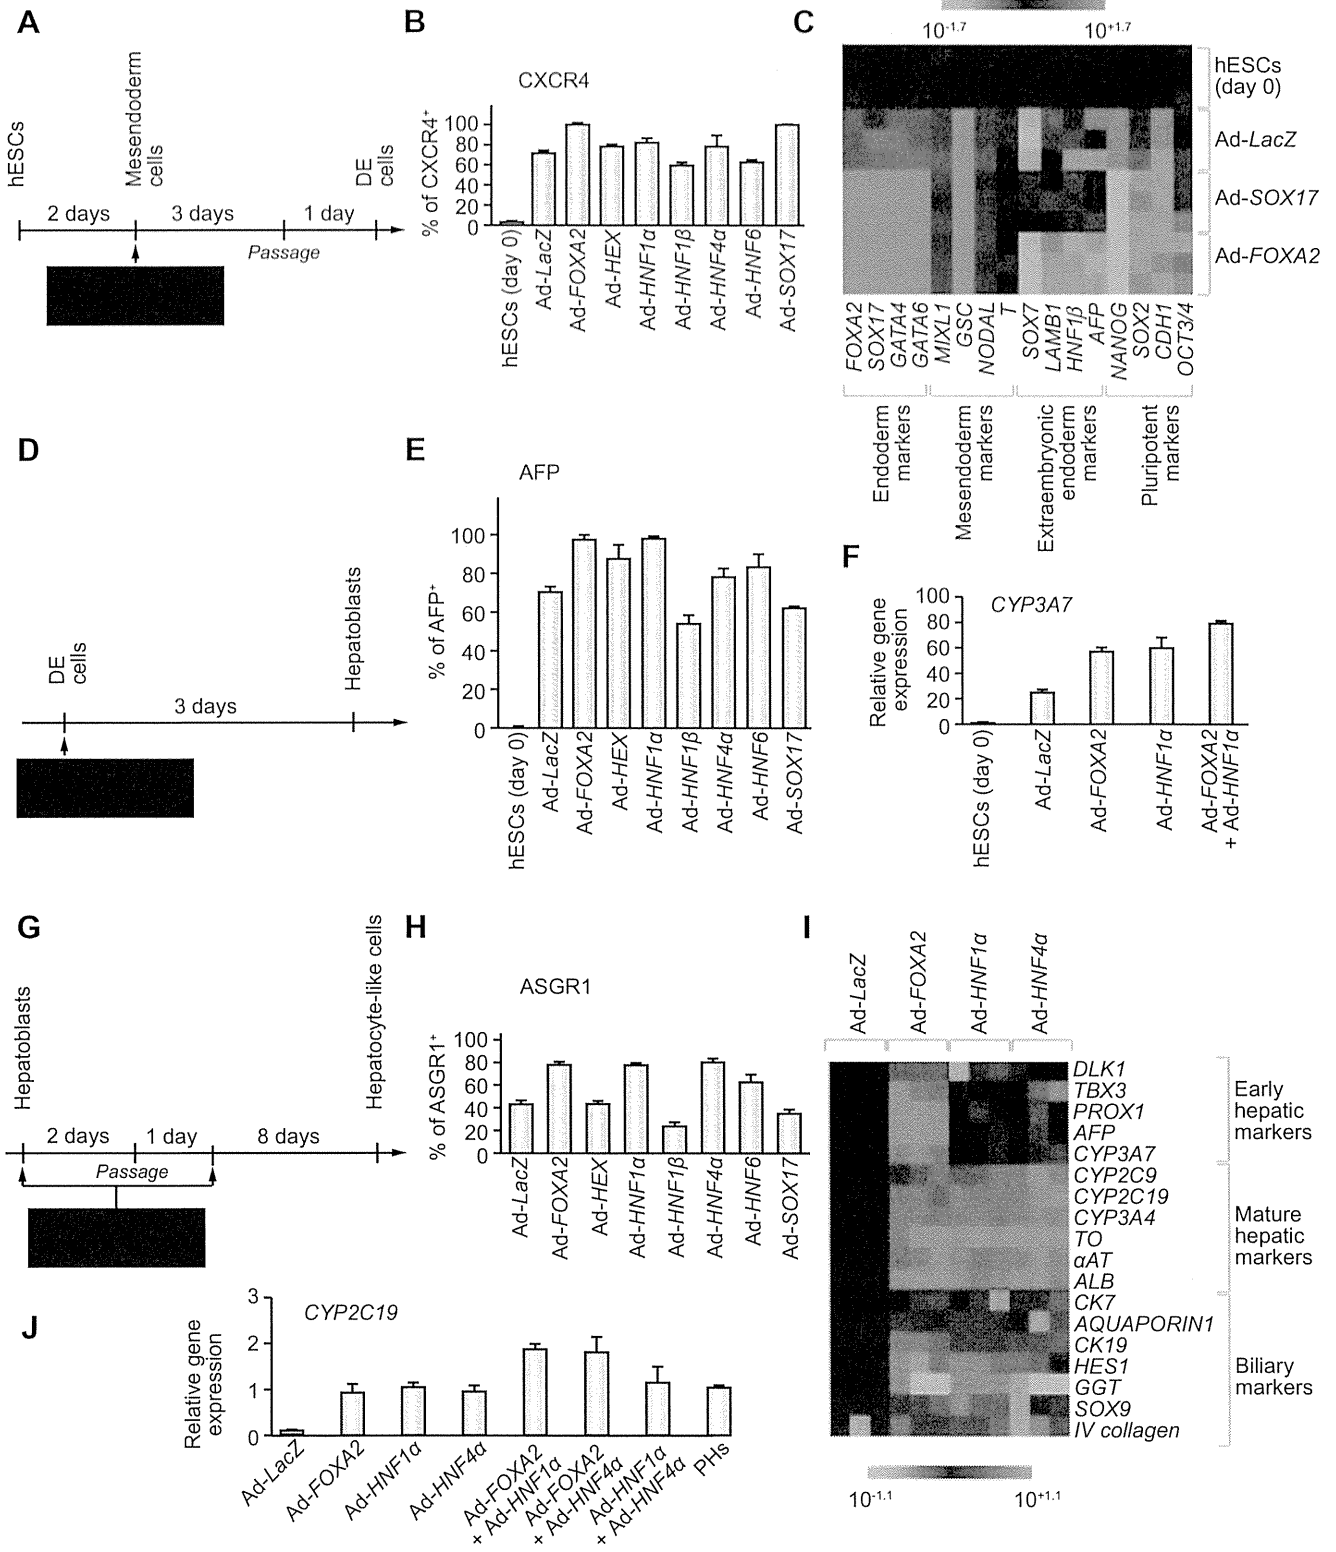 A
hESCs
Mesendoderm
cells
DE
cells
2 days
3 days
1 day
Passage
B
CXCR4
% of CXCR4⁺
100
80
60
40
20
0
hESCs (day 0)
Ad-LacZ
Ad-FOXA2
Ad-HEX
Ad-HNF1α
Ad-HNF1β
Ad-HNF4α
Ad-HNF6
Ad-SOX17
C
10⁻¹·⁷
10⁺¹·⁷
hESCs
(day 0)
Ad-LacZ
Ad-SOX17
Ad-FOXA2
FOXA2
SOX17
GATA4
GATA6
MIXL1
GSC
NODAL
T
SOX7
LAMB1
HNF1β
AFP
NANOG
SOX2
CDH1
OCT3/4
Endoderm
markers
Mesendoderm
markers
Extraembryonic
endoderm
markers
Pluripotent
markers
D
DE
cells
Hepatoblasts
3 days
E
AFP
% of AFP⁺
100
80
60
40
20
0
hESCs (day 0)
Ad-LacZ
Ad-FOXA2
Ad-HEX
Ad-HNF1α
Ad-HNF1β
Ad-HNF4α
Ad-HNF6
Ad-SOX17
F
CYP3A7
Relative gene
expression
100
80
60
40
20
0
hESCs (day 0)
Ad-LacZ
Ad-FOXA2
Ad-HNF1α
Ad-FOXA2
+ Ad-HNF1α
G
Hepatoblasts
Hepatocyte-like cells
2 days
1 day
8 days
Passage
H
ASGR1
% of ASGR1⁺
100
80
60
40
20
0
Ad-LacZ
Ad-FOXA2
Ad-HEX
Ad-HNF1α
Ad-HNF1β
Ad-HNF4α
Ad-HNF6
Ad-SOX17
I
Ad-LacZ
Ad-FOXA2
Ad-HNF1α
Ad-HNF4α
DLK1
TBX3
PROX1
AFP
CYP3A7
CYP2C9
CYP2C19
CYP3A4
TO
αAT
ALB
CK7
AQUAPORIN1
CK19
HES1
GGT
SOX9
IV collagen
Early
hepatic
markers
Mature
hepatic
markers
Biliary
markers
10⁻¹·¹
10⁺¹·¹
J
CYP2C19
Relative gene
expression
3
2
1
0
Ad-LacZ
Ad-FOXA2
Ad-HNF1α
Ad-HNF4α
Ad-FOXA2
+ Ad-HNF1α
Ad-FOXA2
+ Ad-HNF4α
Ad-HNF1α
+ Ad-HNF4α
PHs